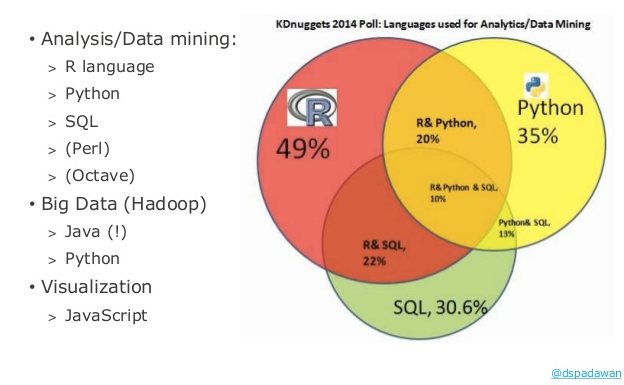 • Analysis/Data mining:
> R language
> Python
> SQL
> (Perl)
> (Octave)
• Big Data (Hadoop)
> Java (!)
> Python
• Visualization
> JavaScript
KDnuggets 2014 Poll: Languages used for Analytics/Data Mining
R
49%
Python
35%
R& Python,
20%
R& Python & SQL,
10%
Python& SQL,
13%
R& SQL,
22%
SQL, 30.6%
@dspadawan